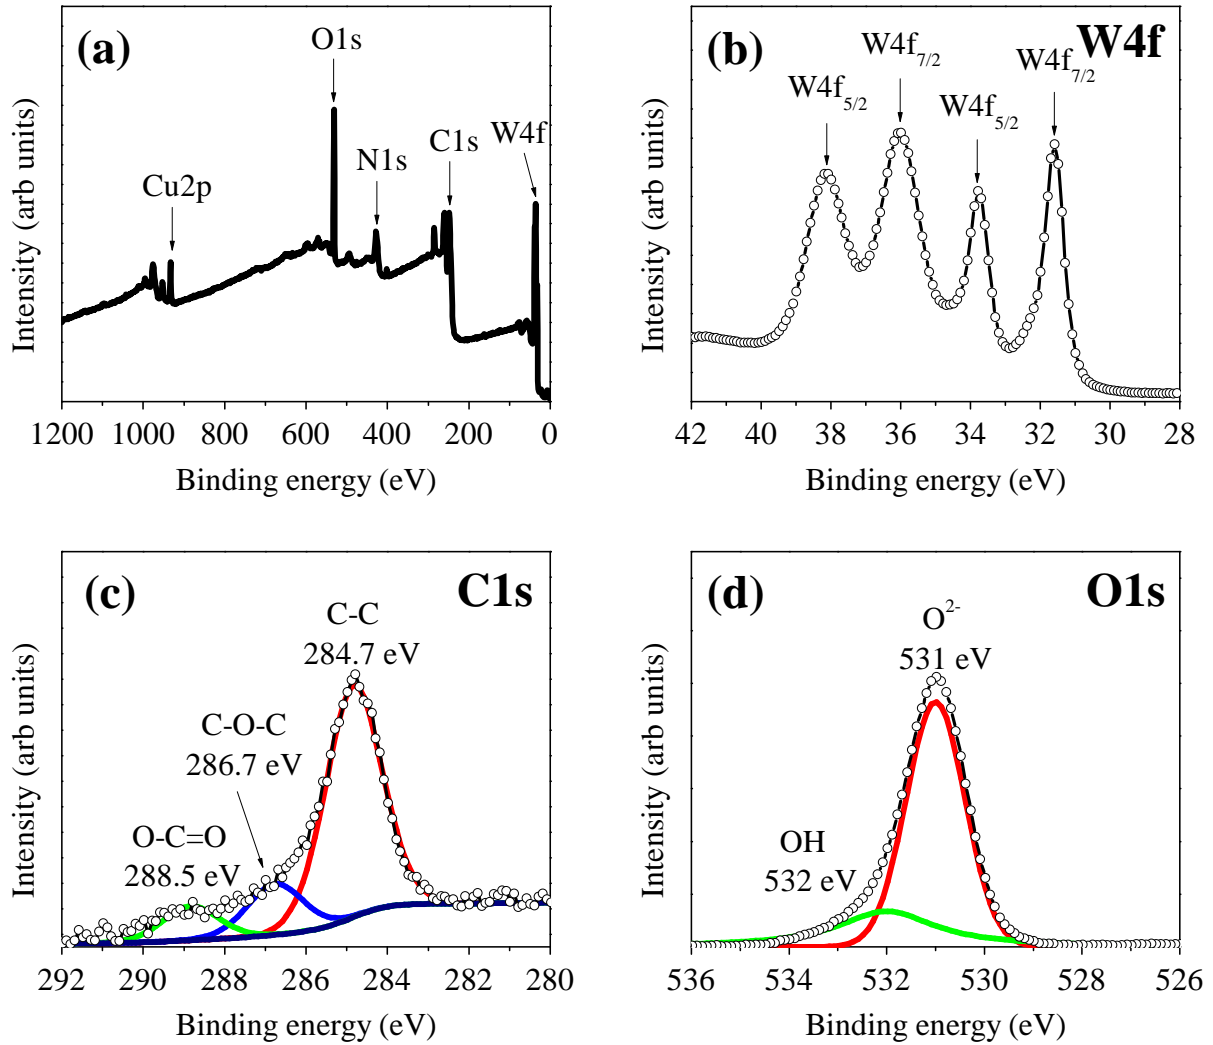 (a)
O1s
Cu2p
N1s
C1s
W4f
Intensity (arb units)
1200 1000 800 600 400 200 0
Binding energy (eV)
(b)
W4f
W4f5/2
W4f7/2
W4f5/2
W4f7/2
Intensity (arb units)
42 40 38 36 34 32 30 28
Binding energy (eV)
(c)
C1s
C-C
284.7 eV
C-O-C
286.7 eV
O-C=O
288.5 eV
Intensity (arb units)
292 290 288 286 284 282 280
Binding energy (eV)
(d)
O1s
O2-
531 eV
OH
532 eV
Intensity (arb units)
536 534 532 530 528 526
Binding energy (eV)